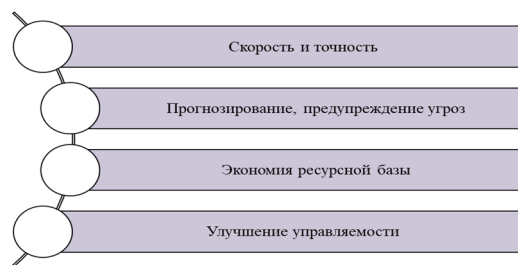 Скорость и точность
Прогнозирование, предупреждение угроз
Экономия ресурсной базы
Улучшение управляемости